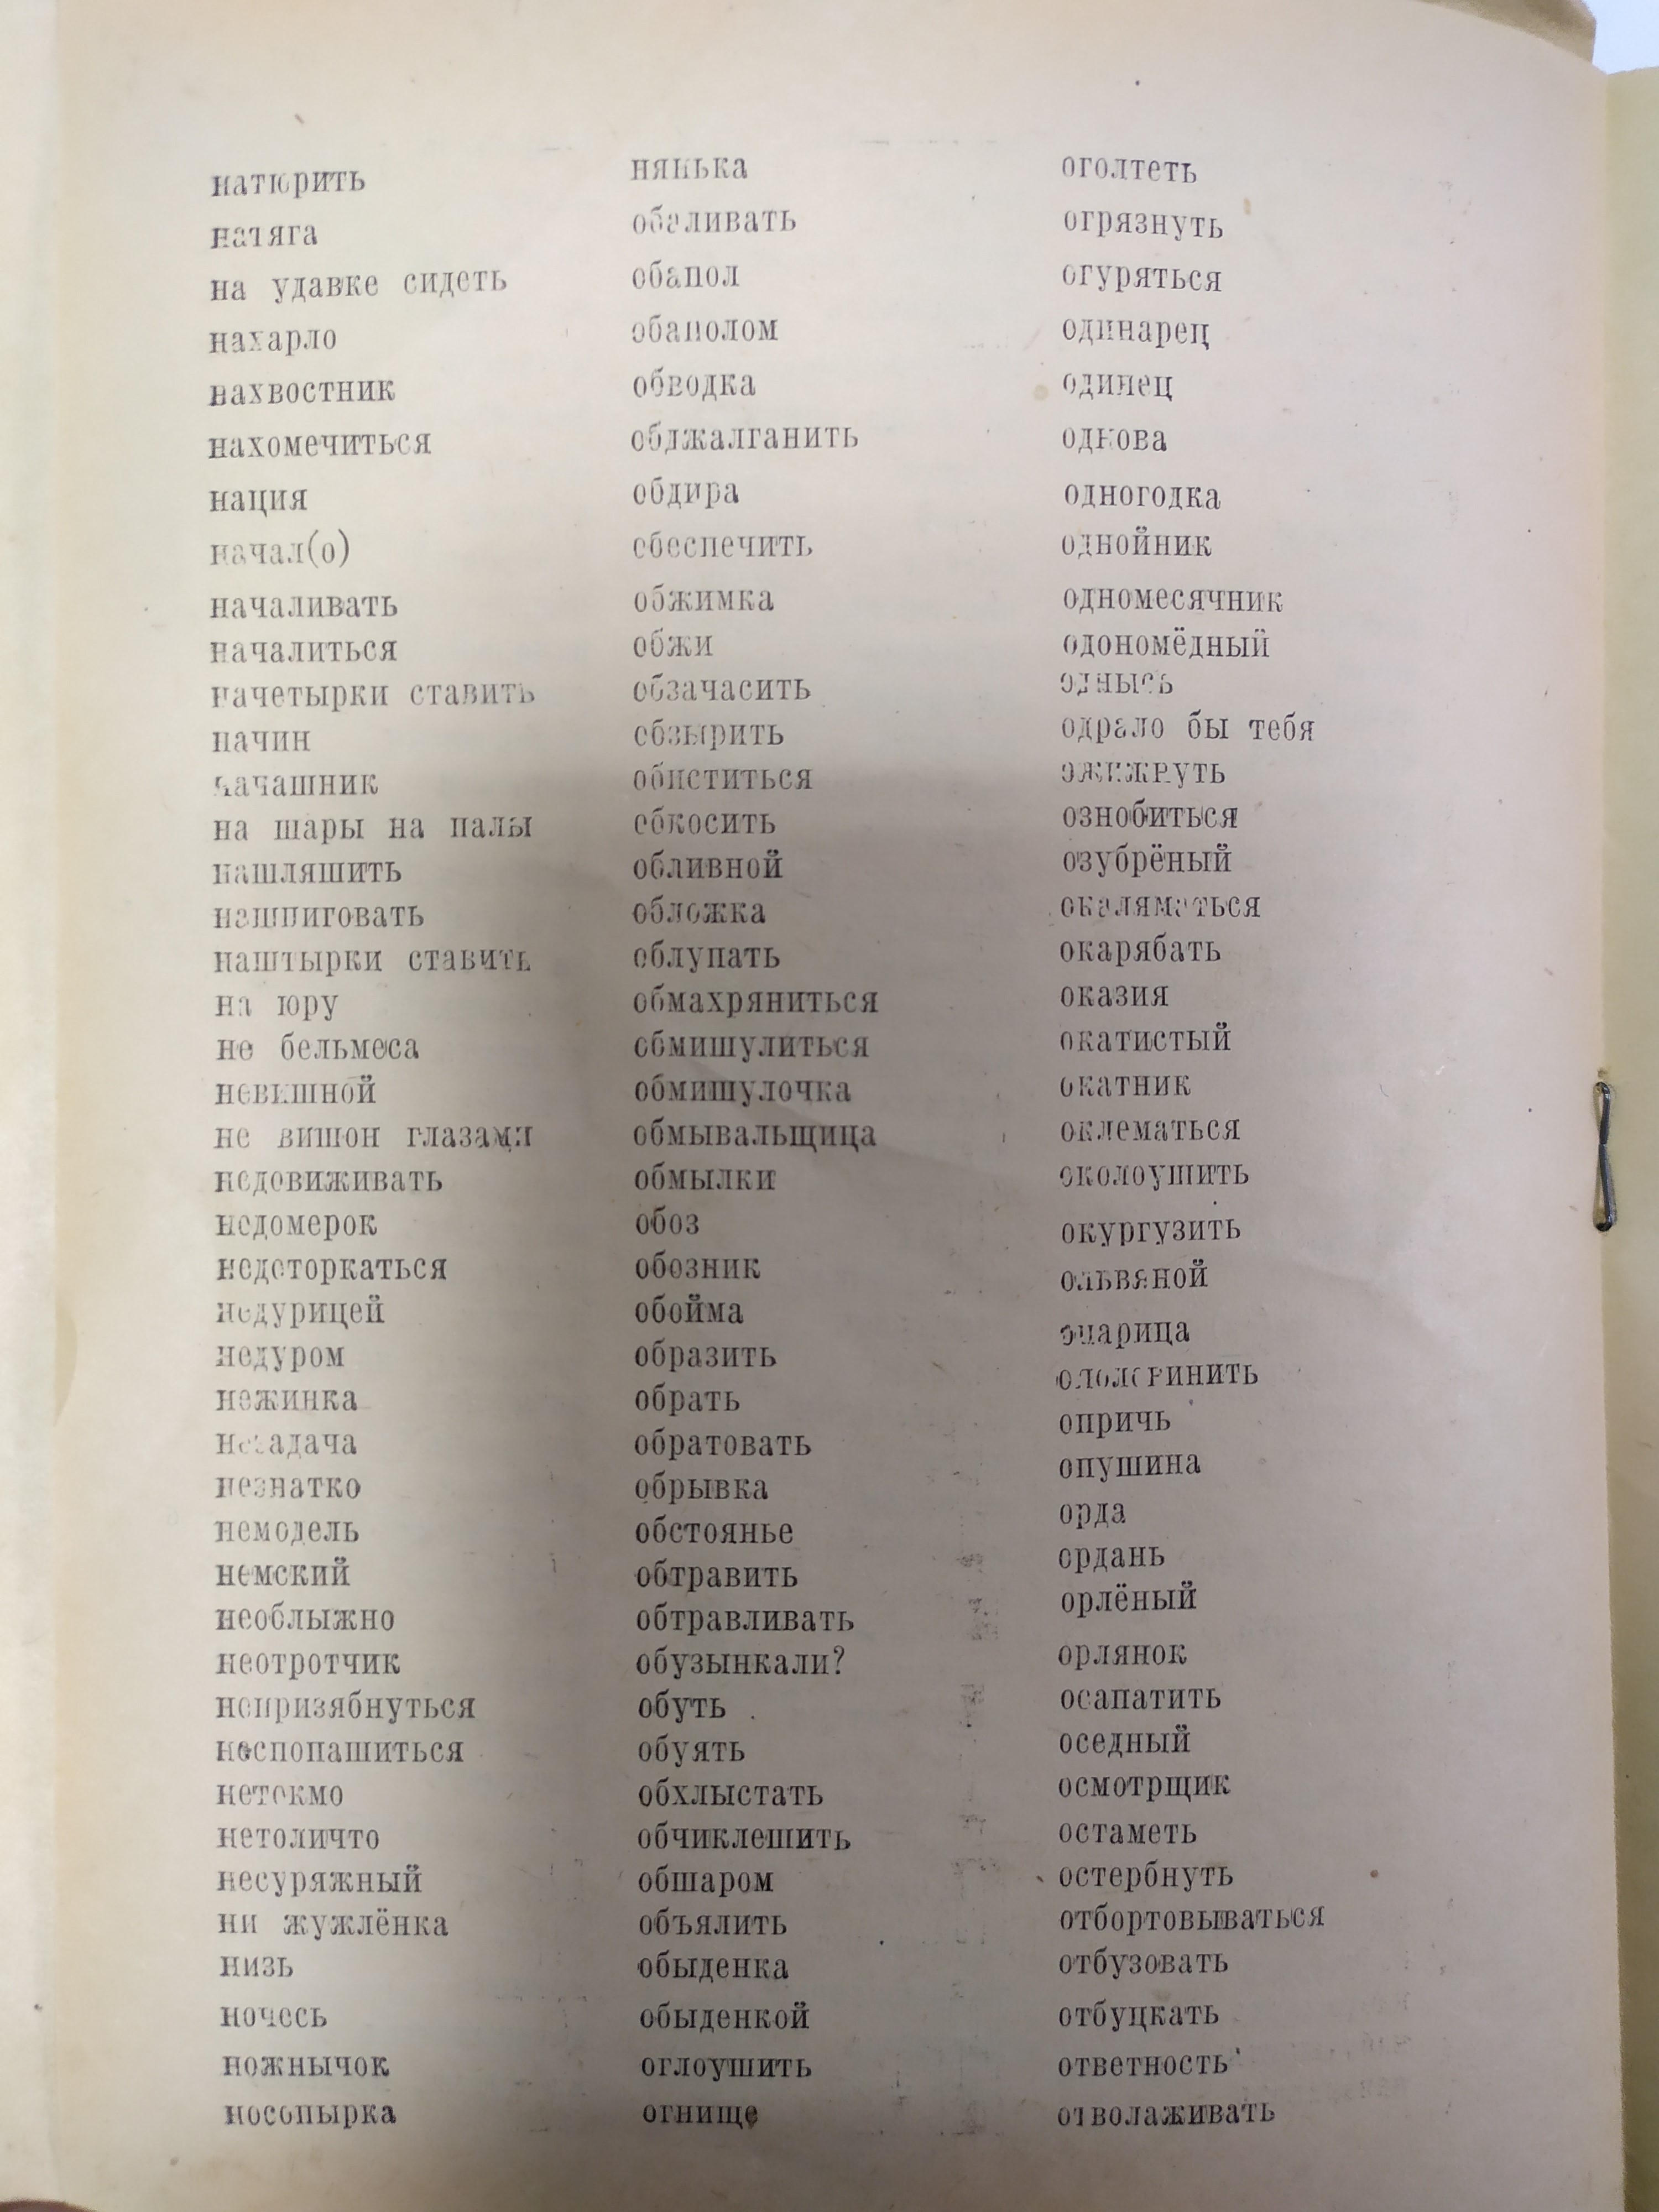 натюрить
натяга
на удавке сидеть
нахарло
нахвостник
нахомечиться
нация
начал(о)
началивать
началиться
начетырки ставить
начин
начашник
на шары на палы
нашляшить
нашпиговать
наштырки ставить
на юру
не бельмеса
невишной
не вишон глазами
недовиживать
недомерок
недоторкаться
недурицей
недуром
нежинка
незадача
незнатко
немодель
немский
необлыжно
неотротчик
непризябнуться
неспопашиться
нетокмо
нетоличто
несуряжный
ни жужлёнка
низь
ночесь
ножнычок
носопырка
нянька
обаливать
обапол
обаполом
обводка
обджалганить
обдира
обеспечить
обжимка
обжи
обзачасить
обзырить
обиститься
обкосить
обливной
обложка
облупать
обмахряниться
обмишулиться
обмишулочка
обмывальщица
обмылки
обоз
обозник
обойма
образить
обрать
обратовать
обрывка
обстоянье
обтравить
обтравливать
обузынкали?
обуть
обуять
обхлыстать
обчиклешить
обшаром
объялить
обыденка
обыденкой
оглоушить
огнище
оголтеть
огрязнуть
огуряться
одинарец
одинец
однова
одногодка
однойник
одномесячник
одономёдный
однысь
одрало бы тебя
ожижнуть
ознобиться
озубрёный
окаляматься
окарябать
оказия
окатистый
окатник
оклематься
околоушить
окургузить
ольвяной
опричь
опушина
орда
ордань
орлёный
орлянок
осапатить
оседный
осмотрщик
остаметь
остербнуть
отбортовываться
отбузовать
отбуцкать
ответность
отволаживать